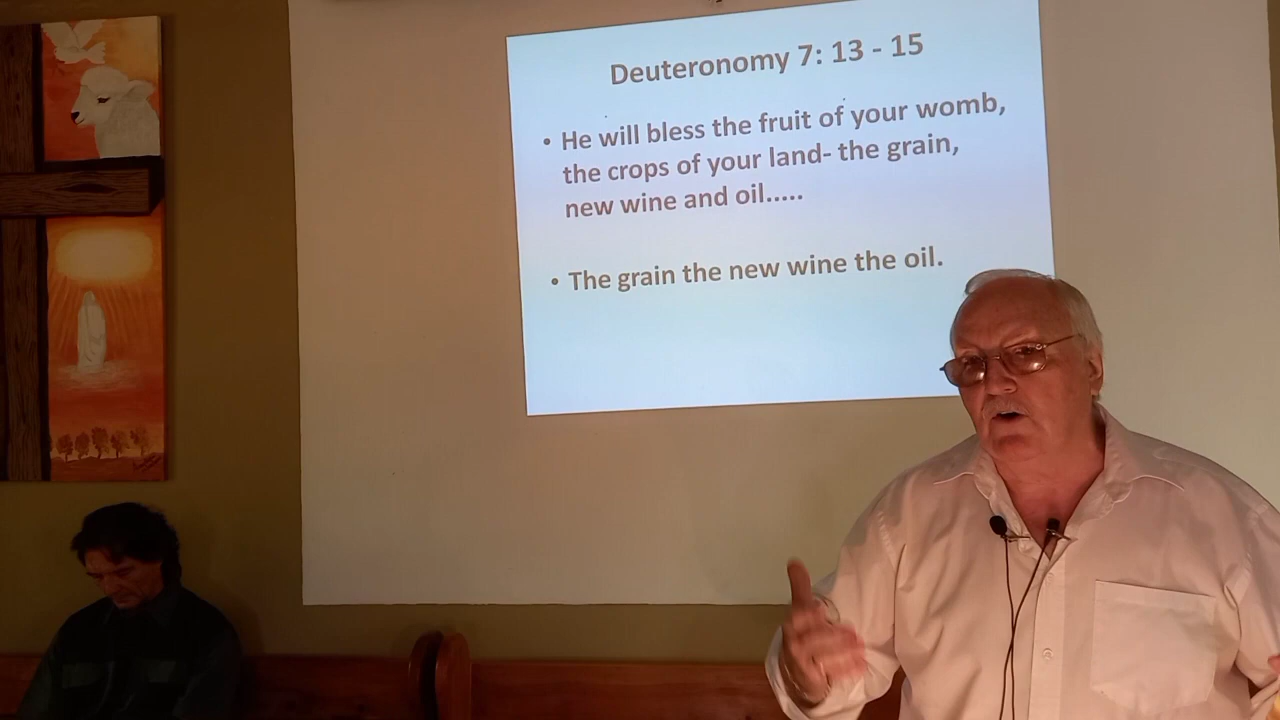 Deuteronomy 7: 13 - 15
• He will bless the fruit of your womb,
the crops of your land- the grain,
new wine and oil.....
• The grain the new wine the oil.